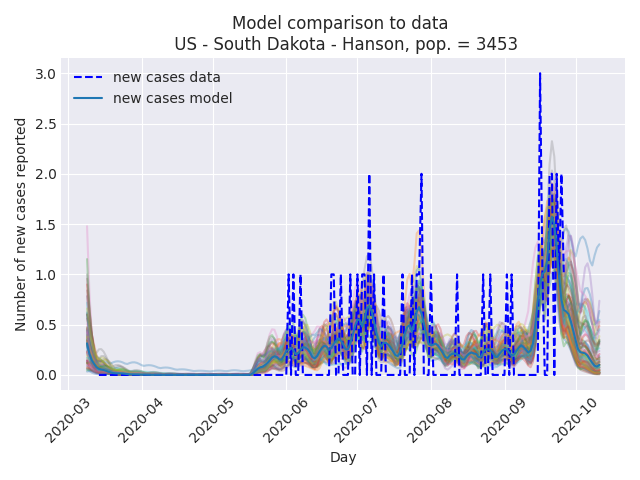 Model comparison to data
US - South Dakota - Hanson, pop. = 3453
new cases data
new cases model
Number of new cases reported
3.0
2.5
2.0
1.5
1.0
0.5
0.0
2020-03
2020-04
2020-05
2020-06
2020-07
2020-08
2020-09
2020-10
Day